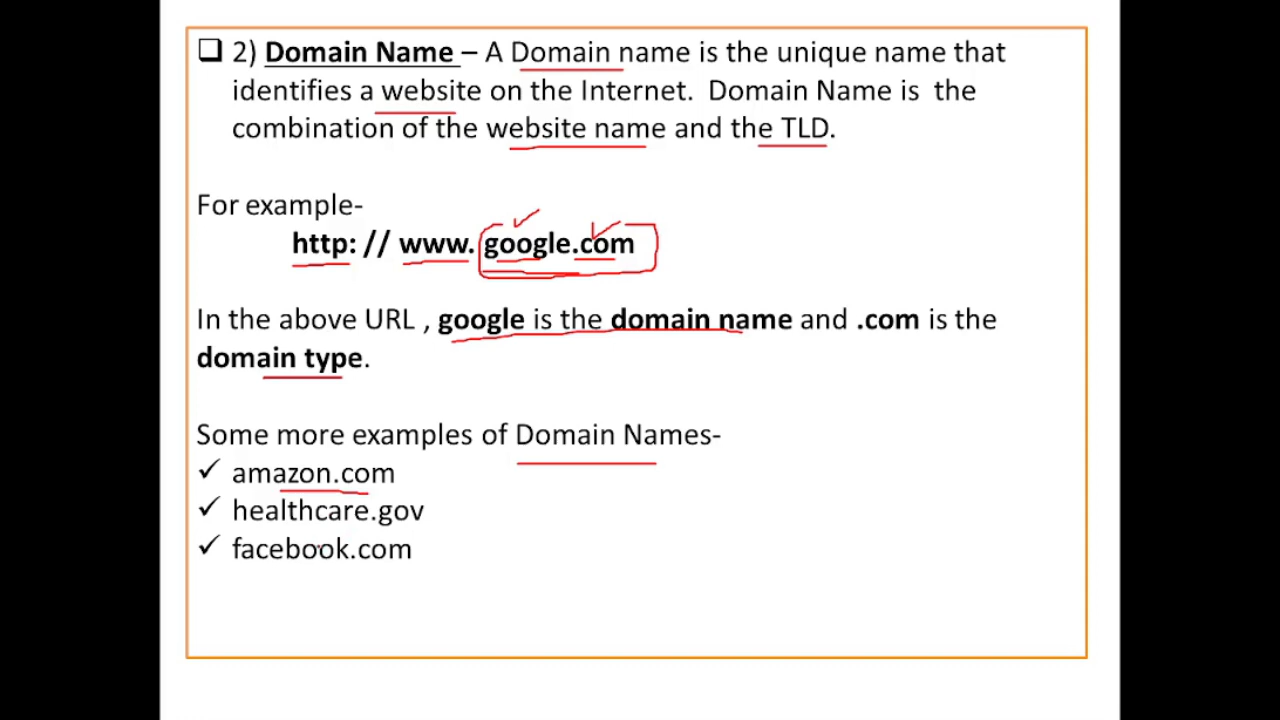 2) Domain Name – A Domain name is the unique name that
identifies a website on the Internet. Domain Name is the
combination of the website name and the TLD.
For example-
http: // www. google.com
In the above URL , google is the domain name and .com is the
domain type.
Some more examples of Domain Names-
✓ amazon.com
✓ healthcare.gov
✓ facebook.com